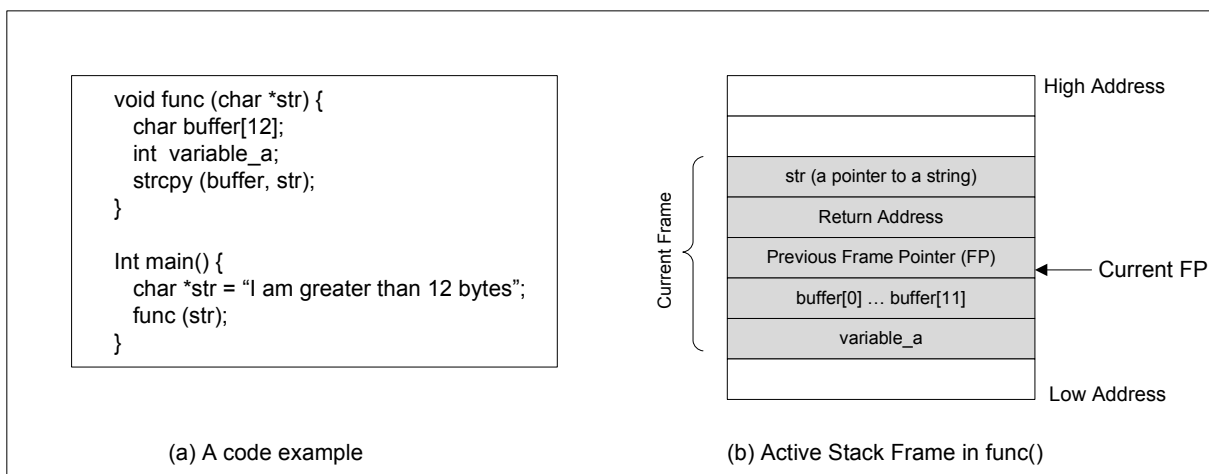 void func (char *str) {
char buffer[12];
int variable_a;
strcpy (buffer, str);
}
Int main() {
char *str = “I am greater than 12 bytes”;
func (str);
}
(a) A code example
High Address
str (a pointer to a string)
Return Address
Previous Frame Pointer (FP)
buffer[0] … buffer[11]
variable_a
Current Frame
Current FP
Low Address
(b) Active Stack Frame in func()